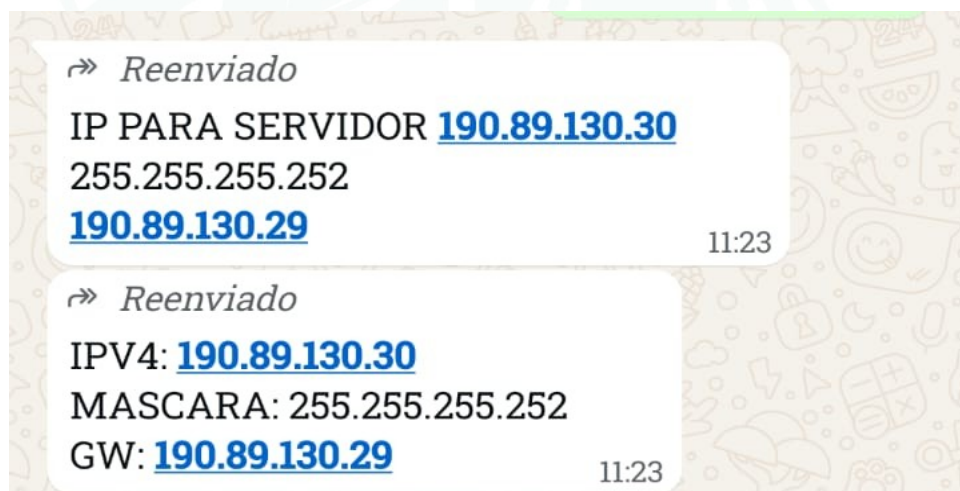 Reenviado
IP PARA SERVIDOR 190.89.130.30
255.255.255.252
190.89.130.29
11:23
Reenviado
IPV4: 190.89.130.30
MASCARA: 255.255.255.252
GW: 190.89.130.29
11:23